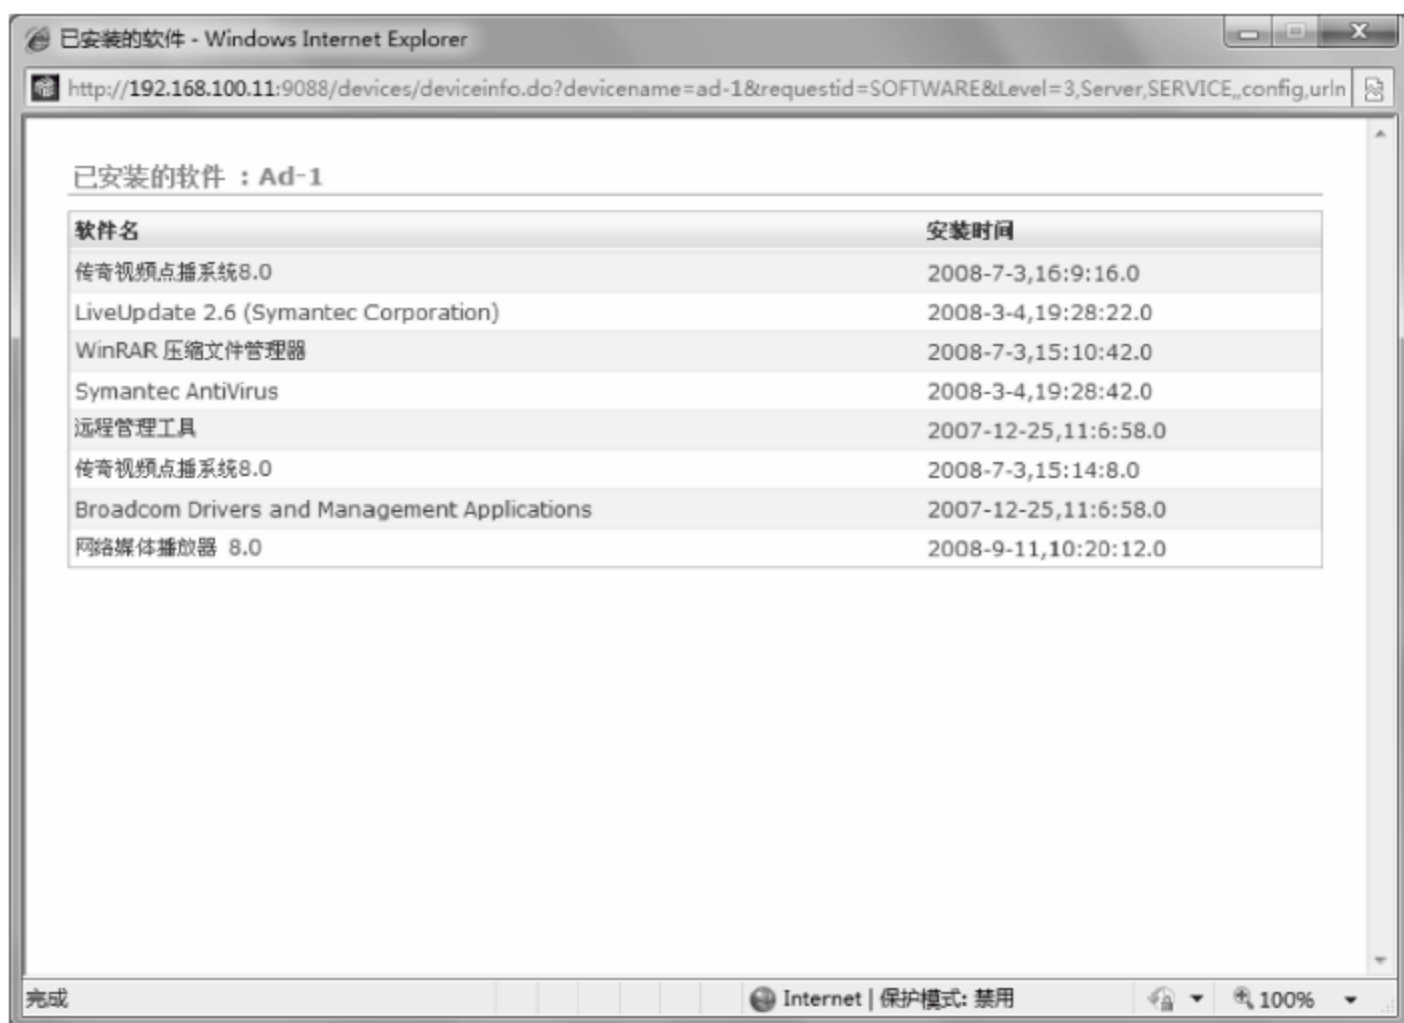 已安装的软件 - Windows Internet Explorer
http://192.168.100.11:9088/devices/deviceinfo.do?devicename=ad-1&requestid=SOFTWARE&Level=3,Server,SERVICE,,config,urln
已安装的软件 : Ad-1
软件名 安装时间
传奇视频点播系统8.0 2008-7-3,16:9:16.0
LiveUpdate 2.6 (Symantec Corporation) 2008-3-4,19:28:22.0
WinRAR 压缩文件管理器 2008-7-3,15:10:42.0
Symantec AntiVirus 2008-3-4,19:28:42.0
远程管理工具 2007-12-25,11:6:58.0
传奇视频点播系统8.0 2008-7-3,15:14:8.0
Broadcom Drivers and Management Applications 2007-12-25,11:6:58.0
网络媒体播放器 8.0 2008-9-11,10:20:12.0
完成 Internet | 保护模式: 禁用 100%